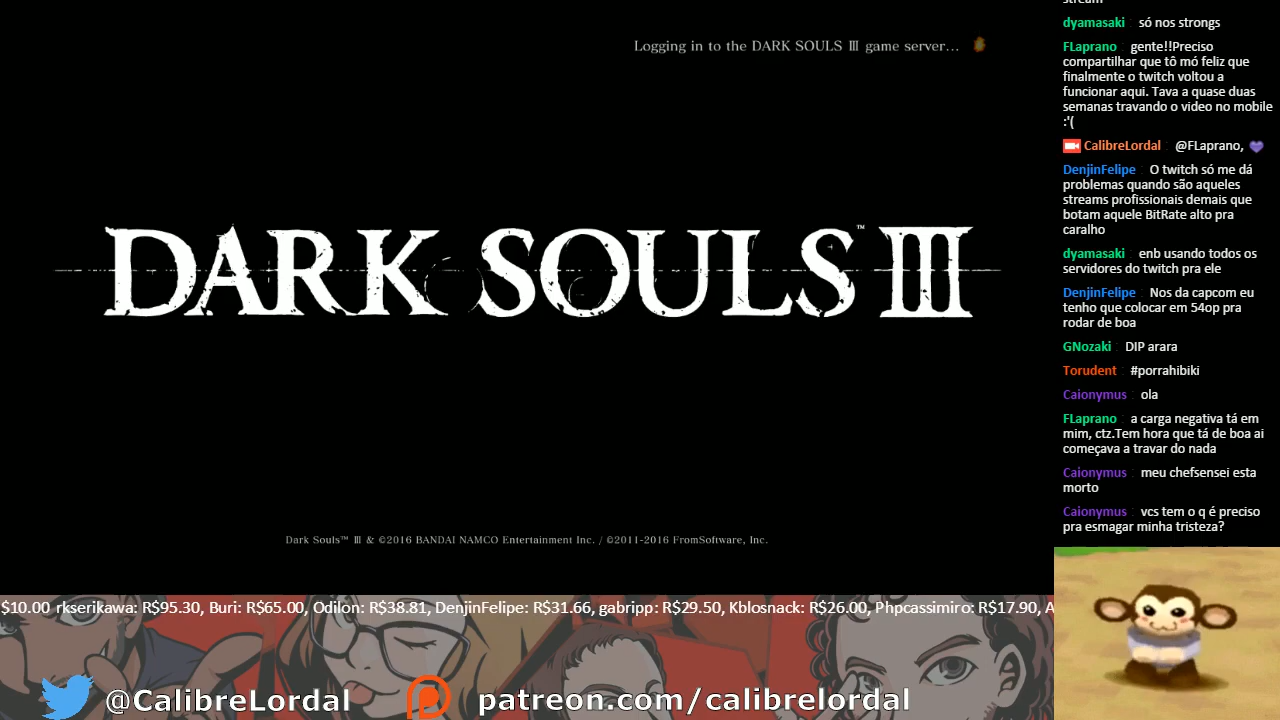 Logging in to the DARK SOULS III game server...
DARK SOULS™ III
Dark Souls™ III & ©2016 BANDAI NAMCO Entertainment Inc. / ©2011-2016 FromSoftware, Inc.
stream
dyamasaki : só nos strongs
FLaprano : gente!!Preciso
compartilhar que tô mó feliz que
finalmente o twitch voltou a
funcionar aqui. Tava a quase duas
semanas travando o video no mobile
:'(
CalibreLordal : @FLaprano,
DenjinFelipe : O twitch só me dá
problemas quando são aqueles
streams profissionais demais que
botam aquele BitRate alto pra
caralho
dyamasaki : enb usando todos os
servidores do twitch pra ele
DenjinFelipe : Nos da capcom eu
tenho que colocar em 54op pra
rodar de boa
GNozaki : DIP arara
Torudent : #porrahibiki
Caionymus : ola
FLaprano : a carga negativa tá em
mim, ctz.Tem hora que tá de boa ai
começava a travar do nada
Caionymus : meu chefsensei esta
morto
Caionymus : vcs tem o q é preciso
pra esmagar minha tristeza?
$10.00 rkserikawa: R$95.30, Buri: R$65.00, Odilon: R$38.81, DenjinFelipe: R$31.66, gabripp: R$29.50, Kblosnack: R$26.00, Phpcassimiro: R$17.90, A
@CalibreLordal
patreon.com/calibrelordal